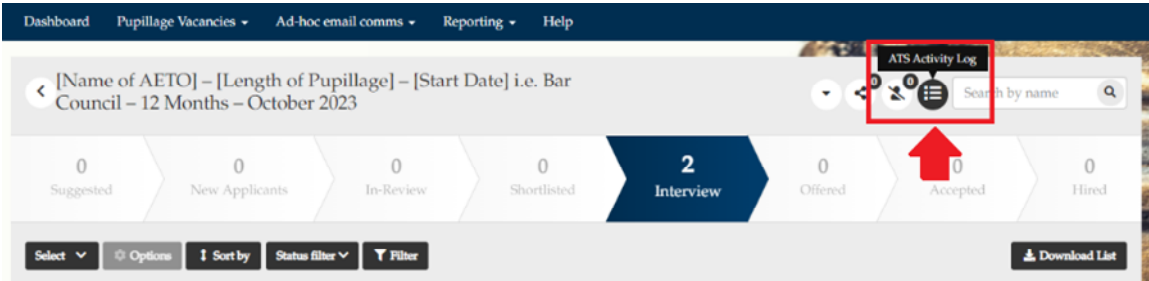 Dashboard Pupillage Vacancies Ad-hoc email comms Reporting Help
ATS Activity Log
[Name of AETO] – [Length of Pupillage] – [Start Date] i.e. Bar
Council – 12 Months – October 2023
0 0
Search by name
0 0 0 0 2 0 0 0
Suggested New Applicants In-Review Shortlisted Interview Offered Accepted Hired
Select Options Sort by Status filter Filter Download List